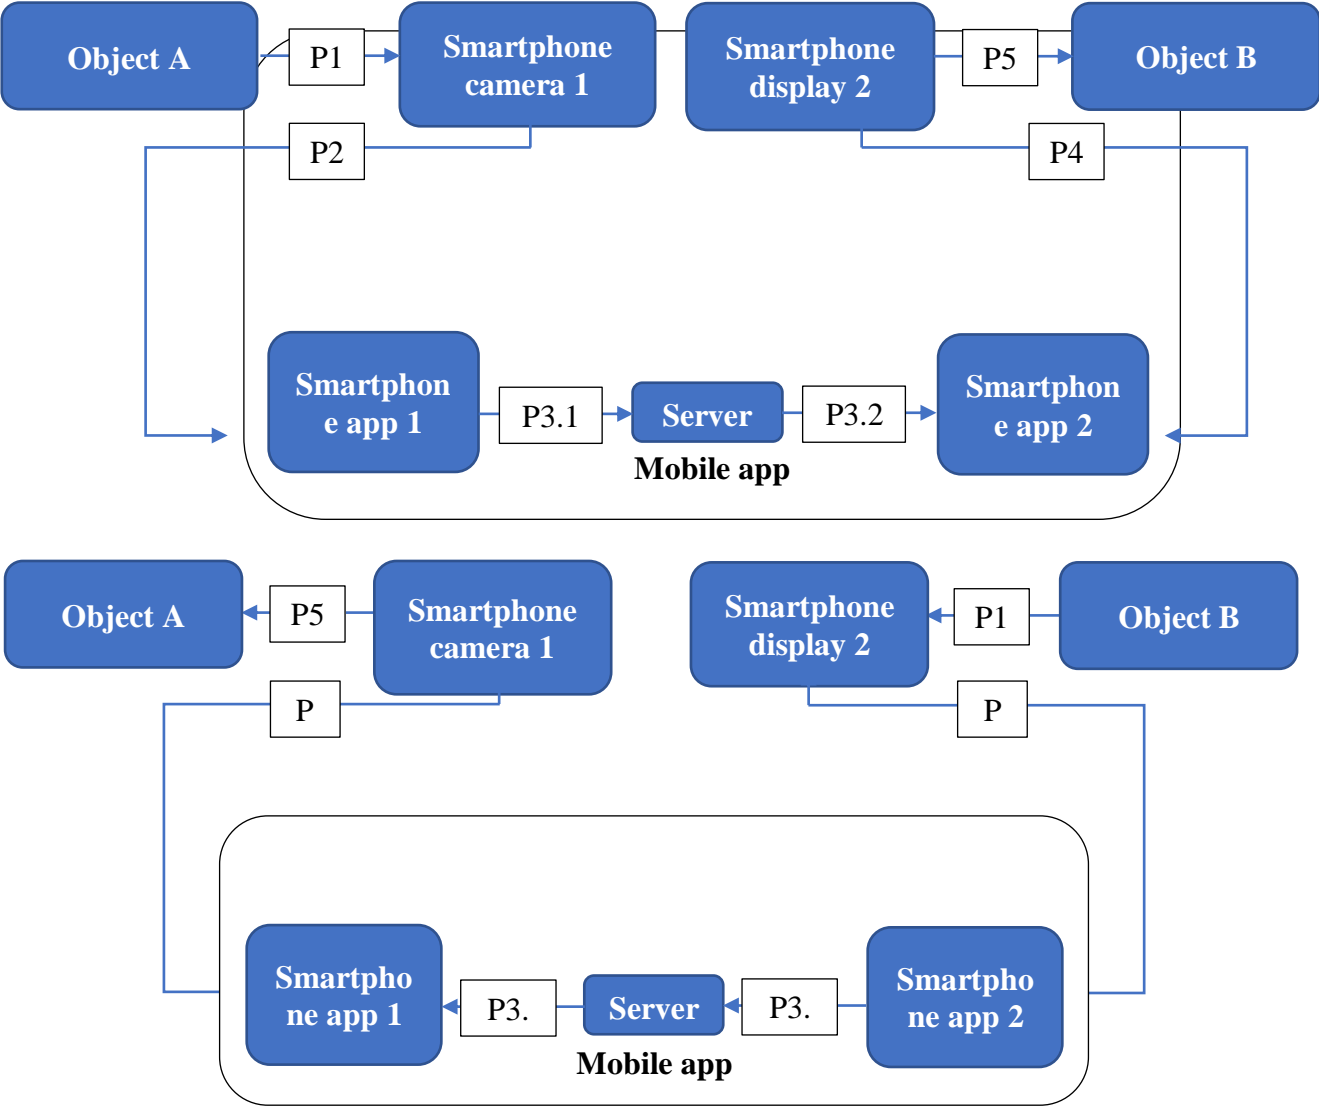 Object A
P1
Smartphone
camera 1
Smartphone
display 2
P5
Object B
P2
P4
Smartphon
e app 1
P3.1
Server
P3.2
Smartphon
e app 2
Mobile app
Object A
P5
Smartphone
camera 1
Smartphone
display 2
P1
Object B
P
P
Smartpho
ne app 1
P3.
Server
P3.
Smartpho
ne app 2
Mobile app